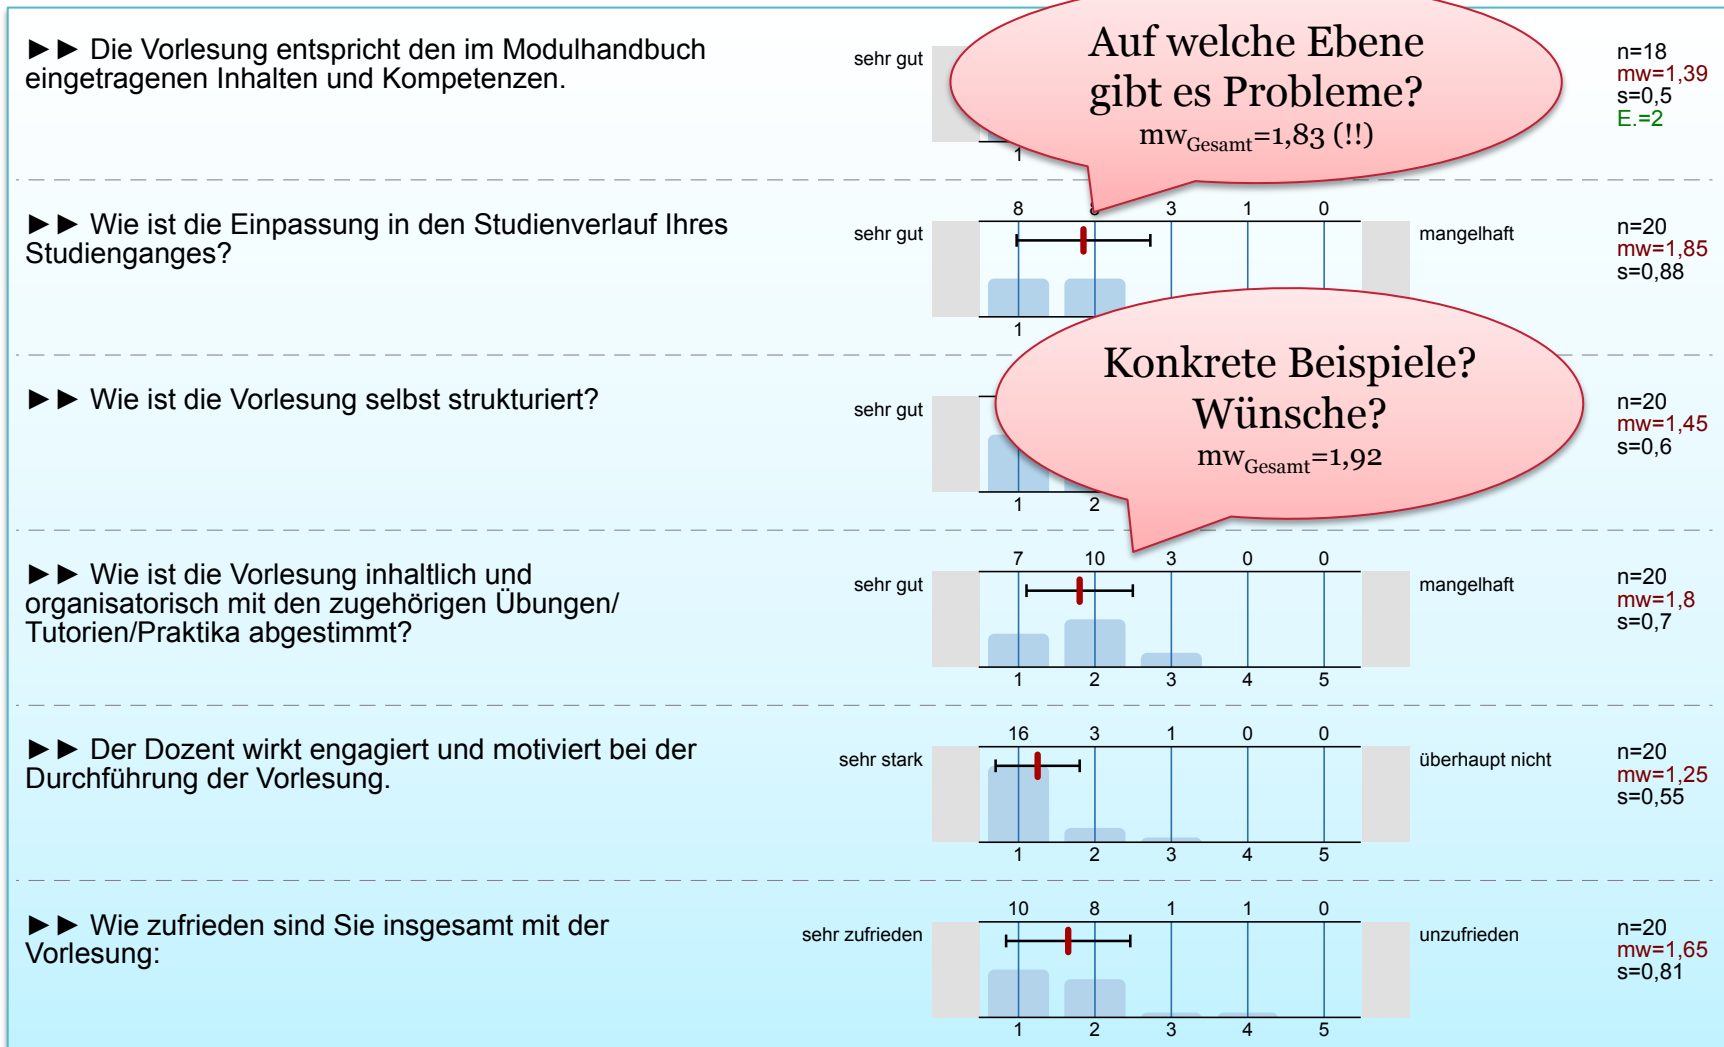 ►► Die Vorlesung entspricht den im Modulhandbuch
eingetragenen Inhalten und Kompetenzen.
sehr gut
1
n=18
mw=1,39
s=0,5
E.=2
Auf welche Ebene
gibt es Probleme?
mwGesamt=1,83 (!!)
►► Wie ist die Einpassung in den Studienverlauf Ihres
Studienganges?
sehr gut
8 8 3 1 0
1
mangelhaft
n=20
mw=1,85
s=0,88
►► Wie ist die Vorlesung selbst strukturiert?
sehr gut
1 2
n=20
mw=1,45
s=0,6
Konkrete Beispiele?
Wünsche?
mwGesamt=1,92
►► Wie ist die Vorlesung inhaltlich und
organisatorisch mit den zugehörigen Übungen/
Tutorien/Praktika abgestimmt?
sehr gut
7 10 3 0 0
1 2 3 4 5
mangelhaft
n=20
mw=1,8
s=0,7
►► Der Dozent wirkt engagiert und motiviert bei der
Durchführung der Vorlesung.
sehr stark
16 3 1 0 0
1 2 3 4 5
überhaupt nicht
n=20
mw=1,25
s=0,55
►► Wie zufrieden sind Sie insgesamt mit der
Vorlesung:
sehr zufrieden
10 8 1 1 0
1 2 3 4 5
unzufrieden
n=20
mw=1,65
s=0,81